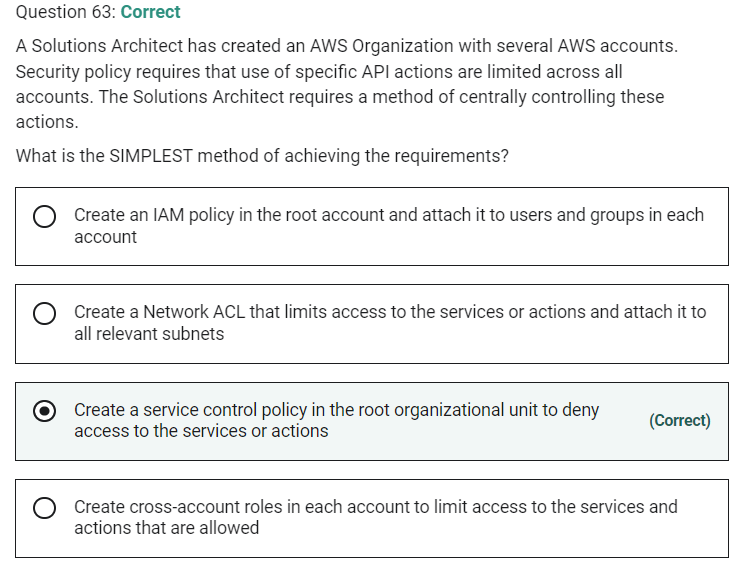 Question 63: Correct
A Solutions Architect has created an AWS Organization with several AWS accounts.
Security policy requires that use of specific API actions are limited across all
accounts. The Solutions Architect requires a method of centrally controlling these
actions.
What is the SIMPLEST method of achieving the requirements?
Create an IAM policy in the root account and attach it to users and groups in each
account
Create a Network ACL that limits access to the services or actions and attach it to
all relevant subnets
Create a service control policy in the root organizational unit to deny
access to the services or actions
(Correct)
Create cross-account roles in each account to limit access to the services and
actions that are allowed